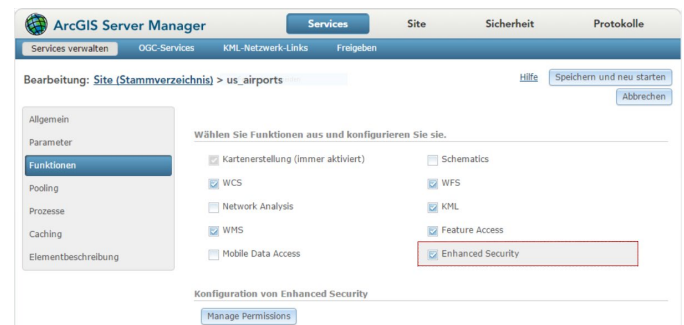 ArcGIS Server Manager
Services Site Sicherheit Protokolle
Services verwalten OGC-Services KML-Netzwerk-Links Freigeben
Bearbeitung: Site (Stammverzeichnis) > us_airports
Hilfe Speichern und neu starten
Abbrechen
Allgemein
Parameter
Funktionen
Pooling
Prozesse
Caching
Elementbeschreibung
Wählen Sie Funktionen aus und konfigurieren Sie sie.
Kartenerstellung (immer aktiviert) Schematics
WCS WFS
Network Analysis KML
WMS Feature Access
Mobile Data Access Enhanced Security
Konfiguration von Enhanced Security
Manage Permissions